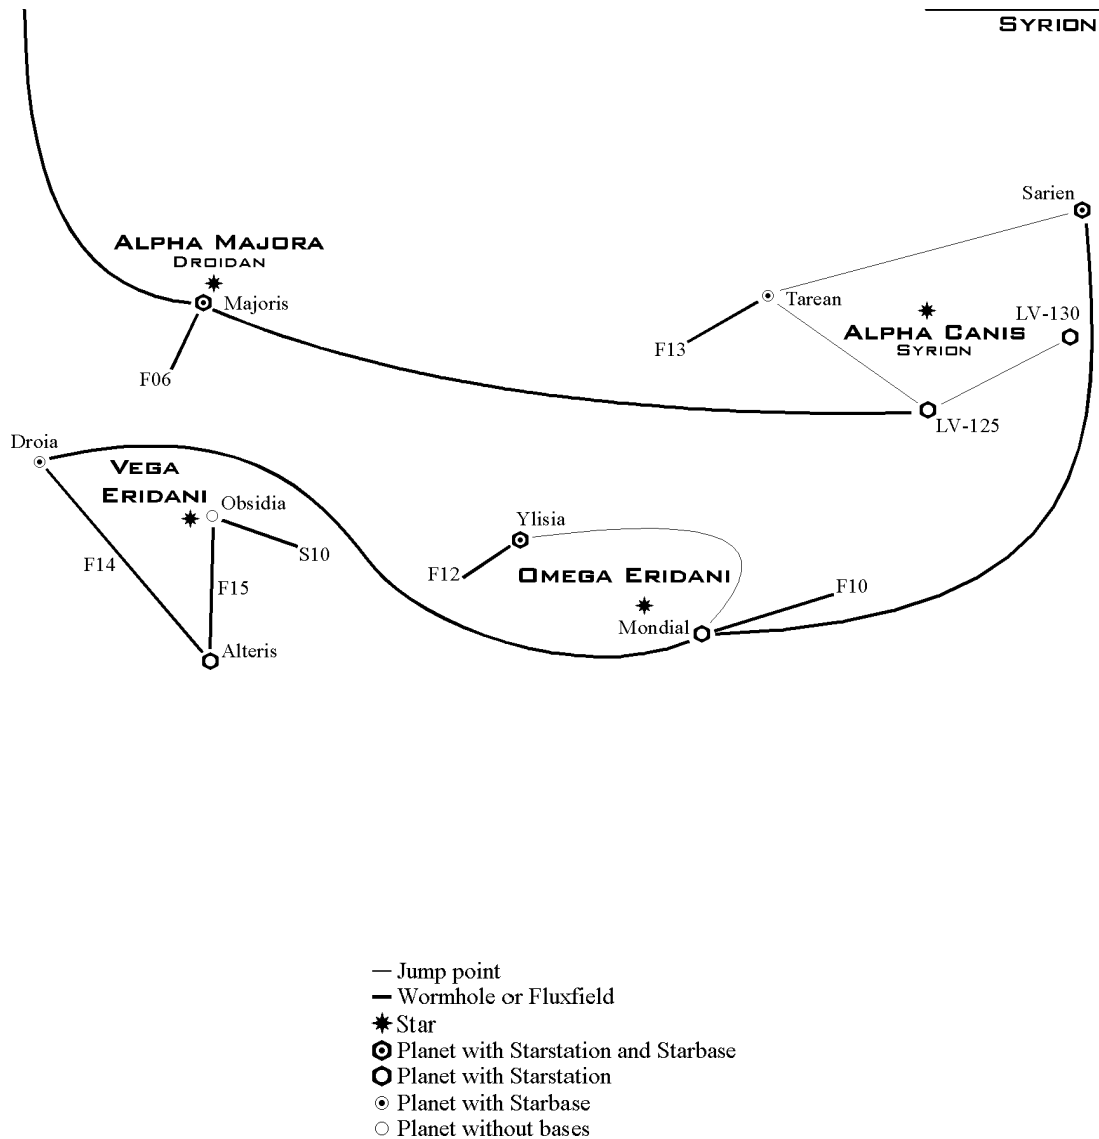 SYRION
Sarien
ALPHA MAJORA
DROIDAN
Majoris
Tarean
LV-130
ALPHA CANIS
SYRION
F13
F06
LV-125
Droia
VEGA
ERIDANI
Obsidia
Ylisia
S10
F14
F12
OMEGA ERIDANI
F15
F10
Mondial
Alteris
Jump point
Wormhole or Fluxfield
Star
Planet with Starstation and Starbase
Planet with Starstation
Planet with Starbase
Planet without bases